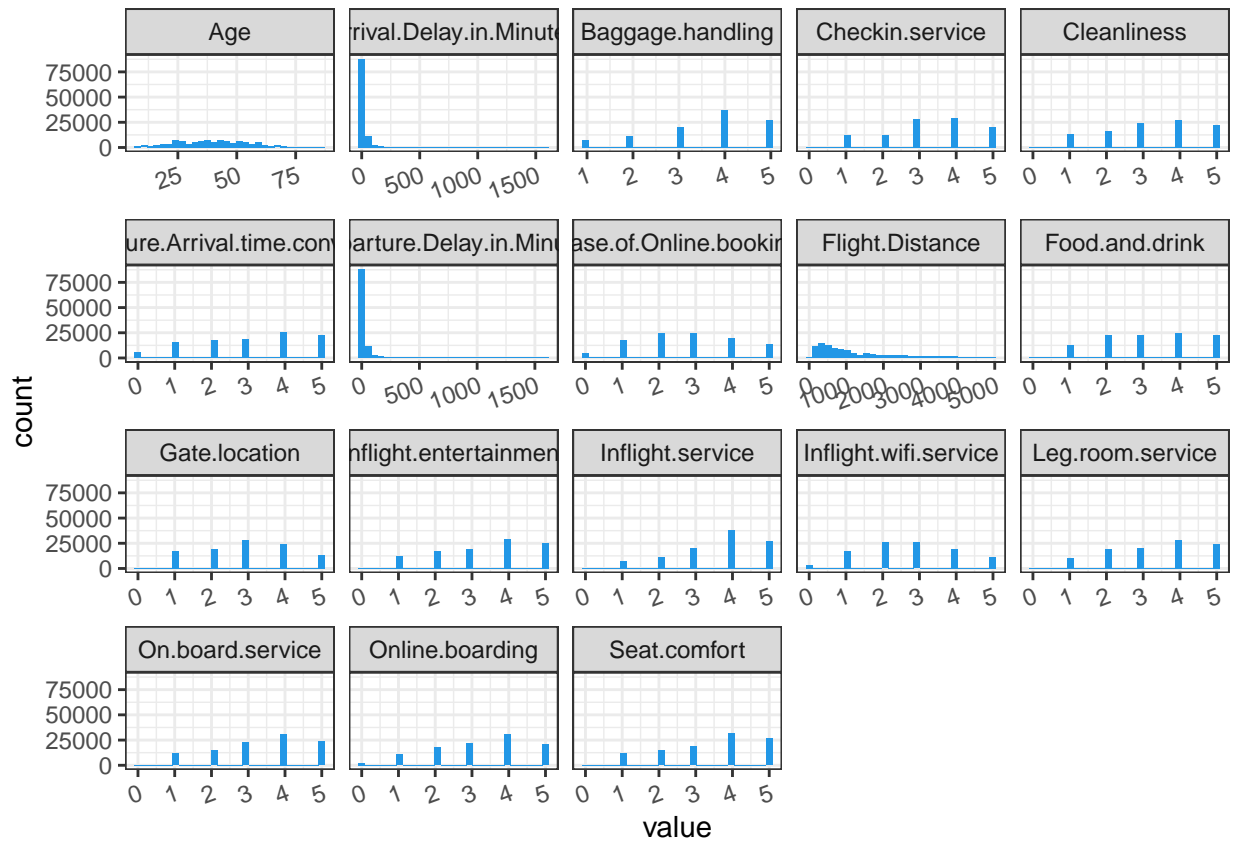 Age rrival.Delay.in.Minute Baggage.handling Checkin.service Cleanliness
75000
50000
25000
0
25 50 75 0 500 1000 1500 1 2 3 4 5 0 1 2 3 4 5 0 1 2 3 4 5
ure.Arrival.time.conv parture.Delay.in.Minu ase.of.Online.bookin Flight.Distance Food.and.drink
75000
50000
25000
0
0 1 2 3 4 5 0 500 1000 1500 0 1 2 3 4 5 0 1000 2000 3000 4000 5000 0 1 2 3 4 5
count
Gate.location nflight.entertainmen Inflight.service Inflight.wifi.service Leg.room.service
75000
50000
25000
0
0 1 2 3 4 5 0 1 2 3 4 5 0 1 2 3 4 5 0 1 2 3 4 5 0 1 2 3 4 5
On.board.service Online.boarding Seat.comfort
75000
50000
25000
0
0 1 2 3 4 5 0 1 2 3 4 5 0 1 2 3 4 5
value